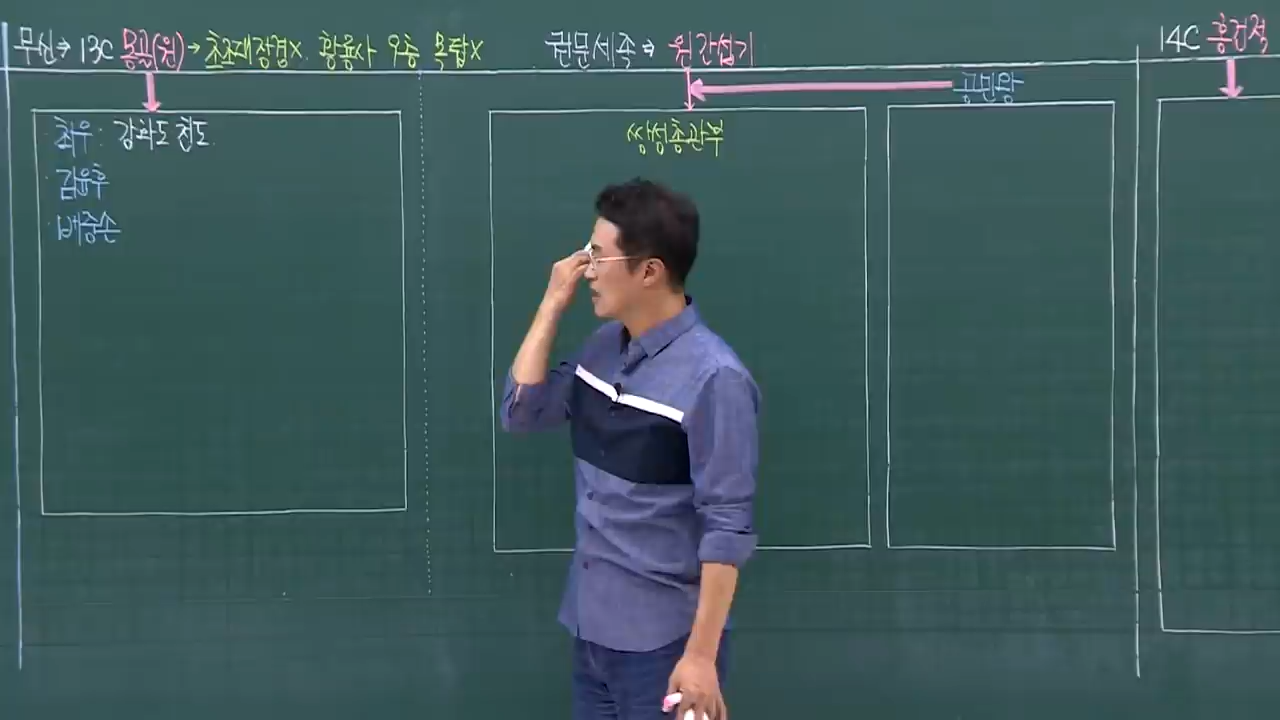 무신→ 13C 몽골(원)→초조대장경X 황룡사 9층 목탑X
최우: 강화도 천도
김윤후
배중손
권문세족→ 원간섭기
공민왕
쌍성총관부
14C 홍건적